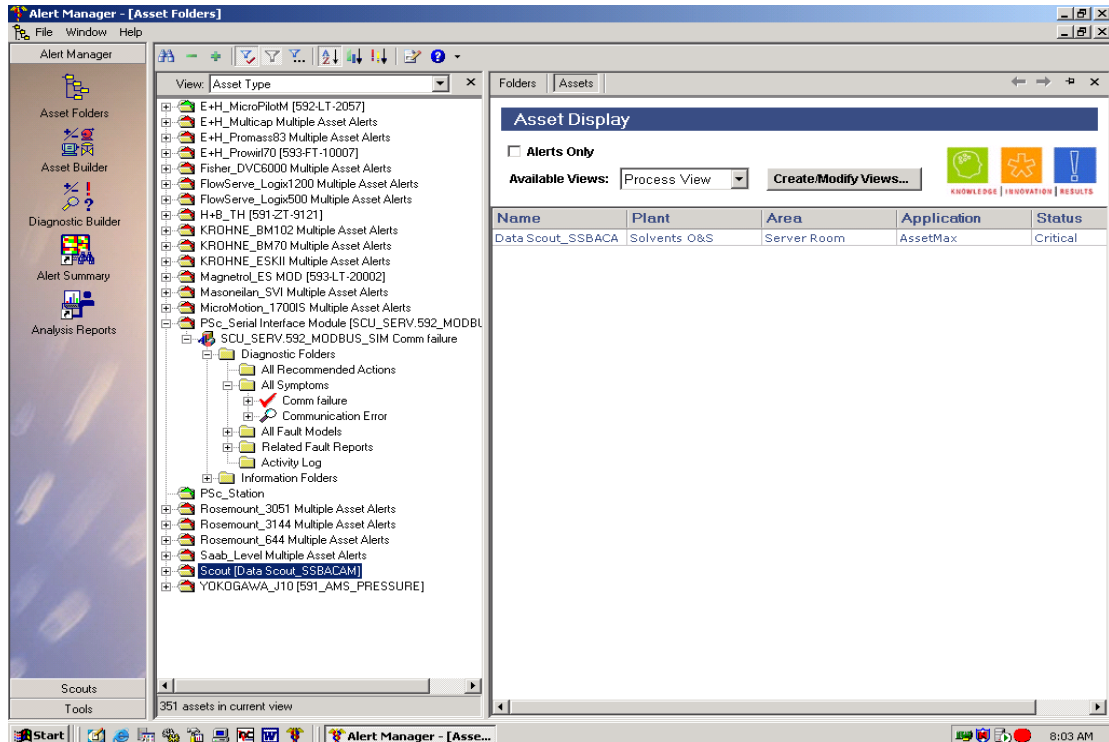 Alert Manager - [Asset Folders]
File Window Help
Alert Manager
Asset Folders
Asset Builder
Diagnostic Builder
Alert Summary
Analysis Reports
Scouts
Tools
View: Asset Type
E+H_MicroPilotM [592-LT-2057]
E+H_Multicap Multiple Asset Alerts
E+H_Promass83 Multiple Asset Alerts
E+H_Prowirl70 [593-FT-10007]
Fisher_DVC6000 Multiple Asset Alerts
FlowServe_Logix1200 Multiple Asset Alerts
FlowServe_Logix500 Multiple Asset Alerts
H+B_TH [591-ZT-9121]
KROHNE_BM102 Multiple Asset Alerts
KROHNE_BM70 Multiple Asset Alerts
KROHNE_ESKII Multiple Asset Alerts
Magnetrol_ES MOD [593-LT-20002]
Masoneilan_SVI Multiple Asset Alerts
MicroMotion_1700IS Multiple Asset Alerts
PSc_Serial Interface Module [SCU_SERV.592_MODBU
SCU_SERV.592_MODBUS_SIM Comm failure
Diagnostic Folders
All Recommended Actions
All Symptoms
Comm failure
Communication Error
All Fault Models
Related Fault Reports
Activity Log
Information Folders
PSc_Station
Rosemount_3051 Multiple Asset Alerts
Rosemount_3144 Multiple Asset Alerts
Rosemount_644 Multiple Asset Alerts
Saab_Level Multiple Asset Alerts
Scout [Data Scout_SSBACAM]
YOKOGAWA_J10 [591_AMS_PRESSURE]
351 assets in current view
Folders Assets
Asset Display
Alerts Only
Available Views: Process View Create/Modify Views...
KNOWLEDGE | INNOVATION | RESULTS
Name Plant Area Application Status
Data Scout_SSBACA Solvents O&S Server Room AssetMax Critical
Start Alert Manager - [Asse... 8:03 AM